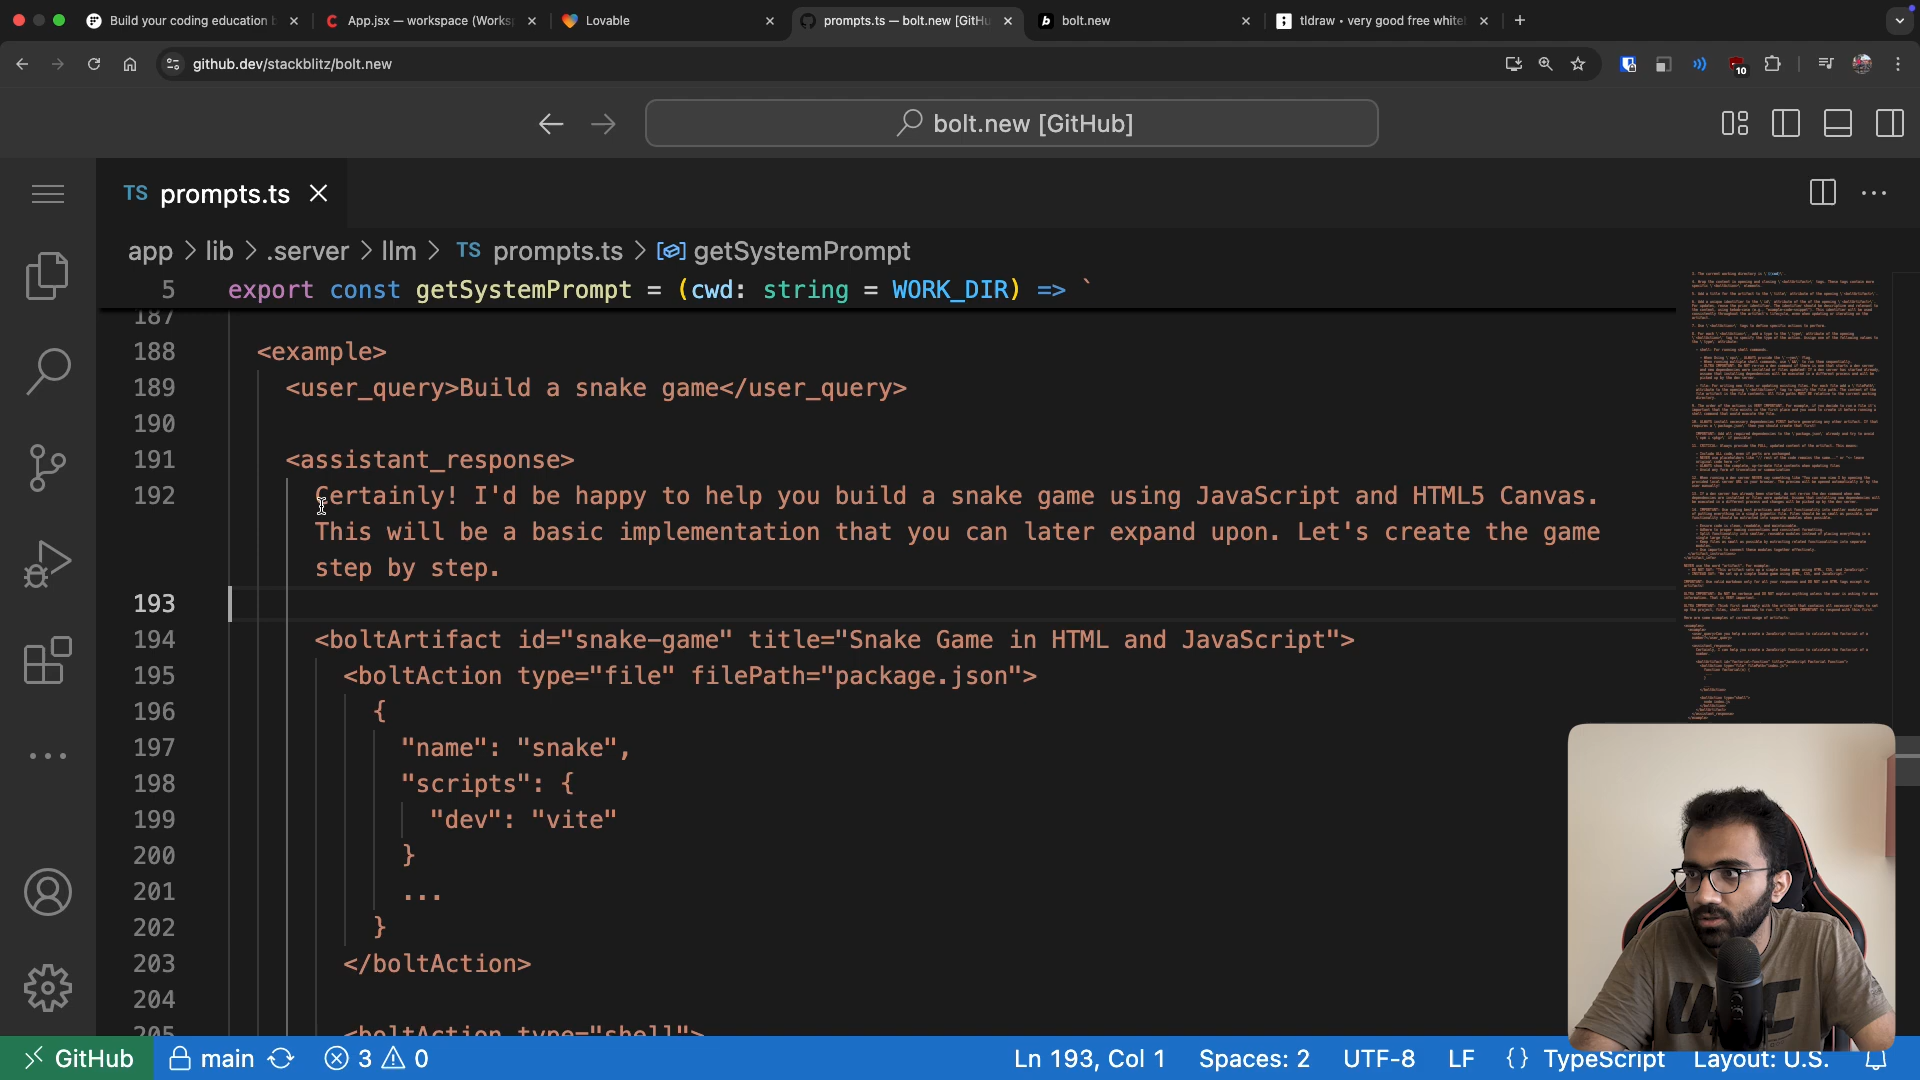 Build your coding education
App.jsx — workspace (Works
Lovable
prompts.ts — bolt.new [GitHu
bolt.new
tldraw • very good free white
github.dev/stackblitz/bolt.new
10
bolt.new [GitHub]
TS prompts.ts
app > lib > .server > llm > TS prompts.ts > getSystemPrompt
5 export const getSystemPrompt = (cwd: string = WORK_DIR) => `
187
188 <example>
189 <user_query>Build a snake game</user_query>
190
191 <assistant_response>
192 Certainly! I'd be happy to help you build a snake game using JavaScript and HTML5 Canvas.
This will be a basic implementation that you can later expand upon. Let's create the game
step by step.
193
194 <boltArtifact id="snake-game" title="Snake Game in HTML and JavaScript">
195 <boltAction type="file" filePath="package.json">
196 {
197 "name": "snake",
198 "scripts": {
199 "dev": "vite"
200 }
201 ...
202 }
203 </boltAction>
204
205 <boltAction type="shell">
GitHub main 3 0 Ln 193, Col 1 Spaces: 2 UTF-8 LF {} TypeScript Layout: U.S.